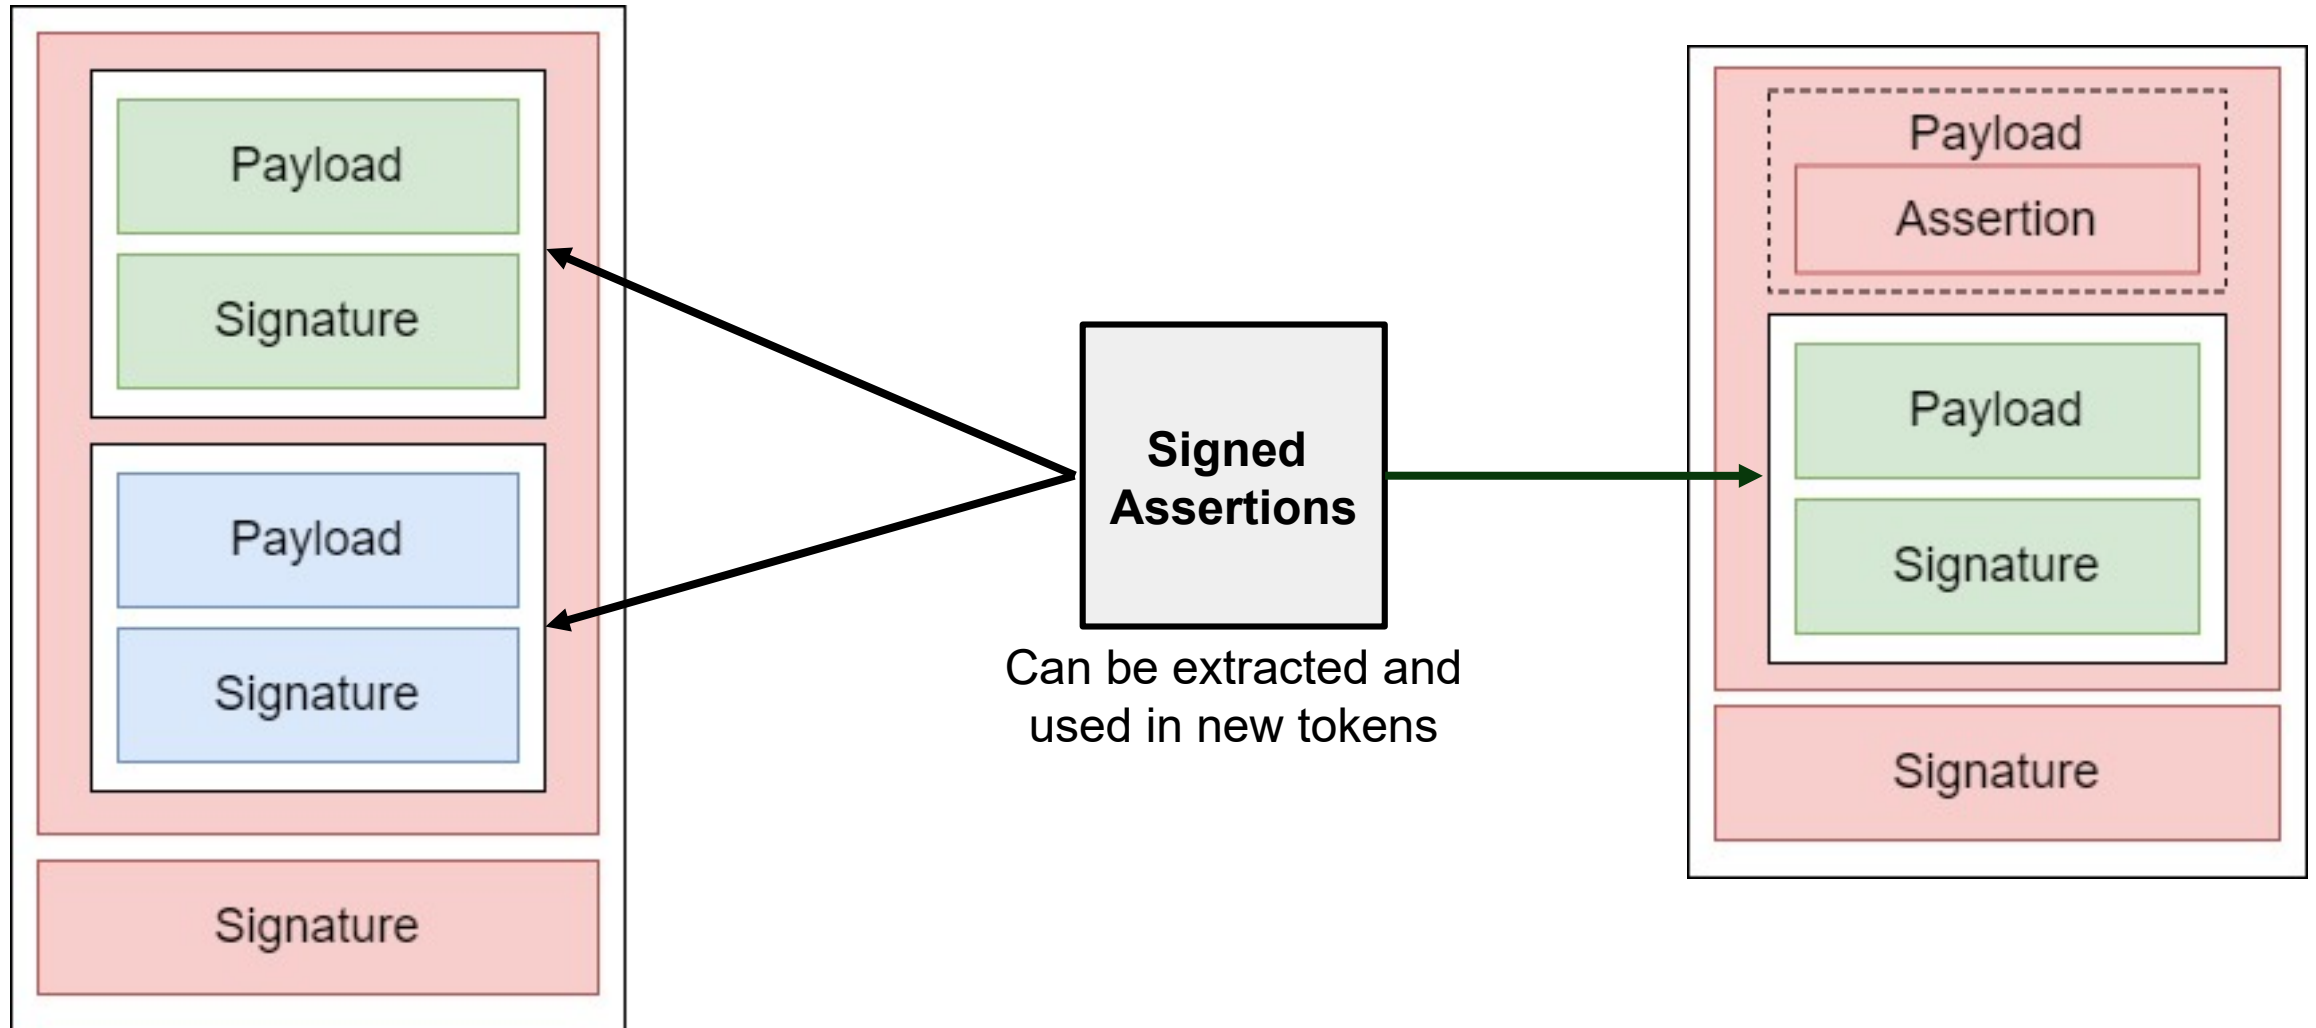 Payload
Signature
Payload
Signature
Signature
Signed
Assertions
Can be extracted and
used in new tokens
Payload
Assertion
Payload
Signature
Signature